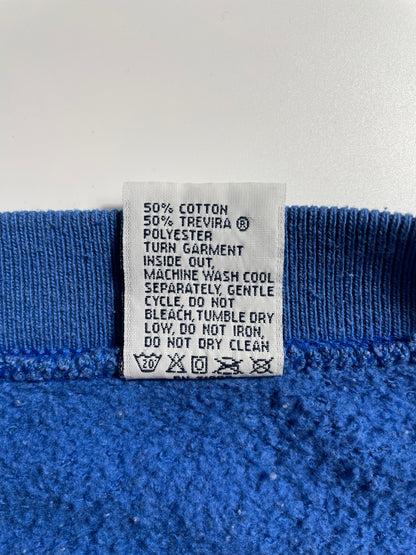 50% COTTON
50% TREVIRA ®
POLYESTER
TURN GARMENT
INSIDE OUT,
MACHINE WASH COOL
SEPARATELY, GENTLE
CYCLE, DO NOT
BLEACH, TUMBLE DRY
LOW, DO NOT IRON,
DO NOT DRY CLEAN
20